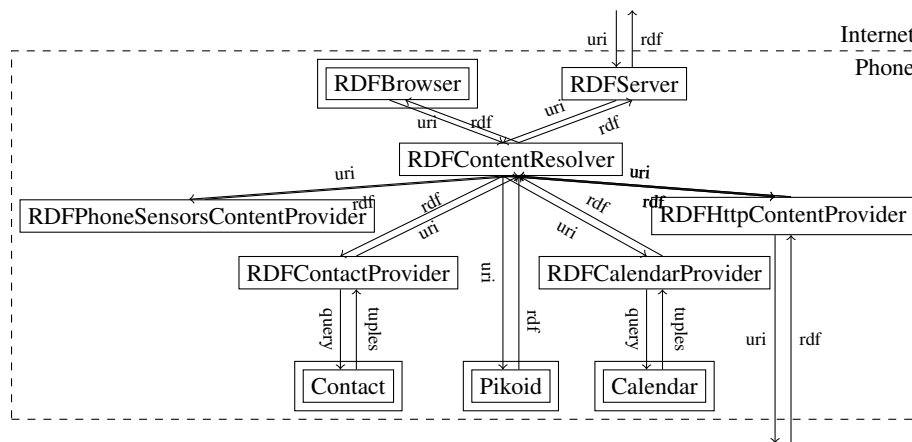 uri rdf Internet
Phone
RDFBrowser
RDFServer
uri rdf uri rdf
RDFContentResolver
uri rdf rdf uri rdf uri uri rdf
RDFPhoneSensorsContentProvider
RDFHttpContentProvider
RDFContactProvider
RDFCalendarProvider
query tuples uri rdf query tuples uri rdf
Contact
Pikoid
Calendar